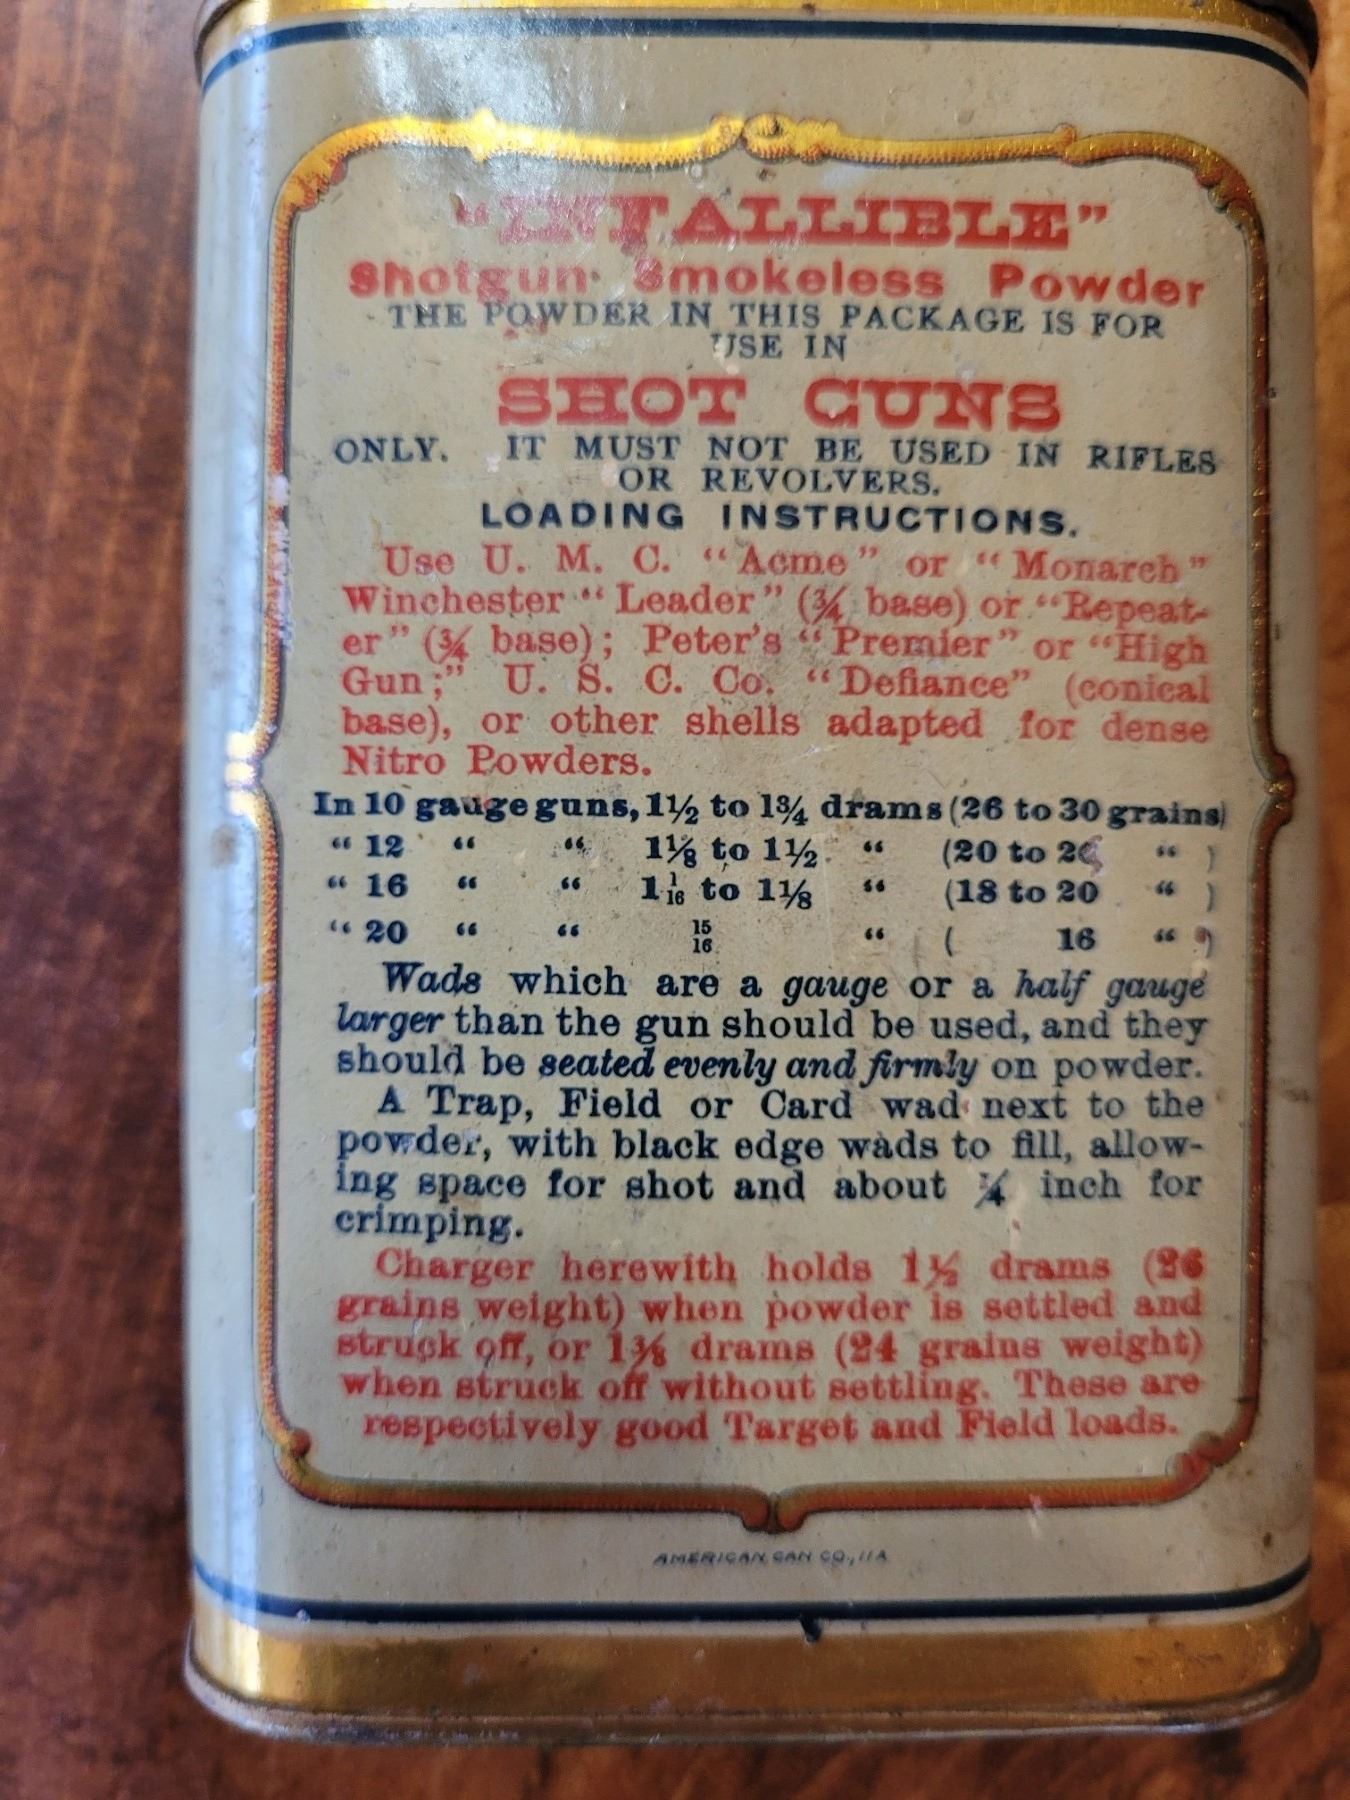 "INFALLIBLE"
Shotgun Smokeless Powder
THE POWDER IN THIS PACKAGE IS FOR
USE IN
SHOT GUNS
ONLY. IT MUST NOT BE USED IN RIFLES
OR REVOLVERS.
LOADING INSTRUCTIONS.
Use U. M. C. "Acme" or "Monarch"
Winchester "Leader" (¾ base) or "Repeat-
er" (¾ base); Peter's "Premier" or "High
Gun;" U. S. C. Co. "Defiance" (conical
base), or other shells adapted for dense
Nitro Powders.
In 10 gauge guns, 1½ to 1¾ drams (26 to 30 grains)
" 12 " " 1⅛ to 1½ " (20 to 26 " )
" 16 " " 1 1/16 to 1⅛ " (18 to 20 " )
" 20 " " 15/16 " ( 16 " )
Wads which are a gauge or a half gauge
larger than the gun should be used, and they
should be seated evenly and firmly on powder.
A Trap, Field or Card wad next to the
powder, with black edge wads to fill, allow-
ing space for shot and about ¼ inch for
crimping.
Charger herewith holds 1½ drams (26
grains weight) when powder is settled and
struck off, or 1⅜ drams (24 grains weight)
when struck off without settling. These are
respectively good Target and Field loads.
AMERICAN CAN CO., 11A